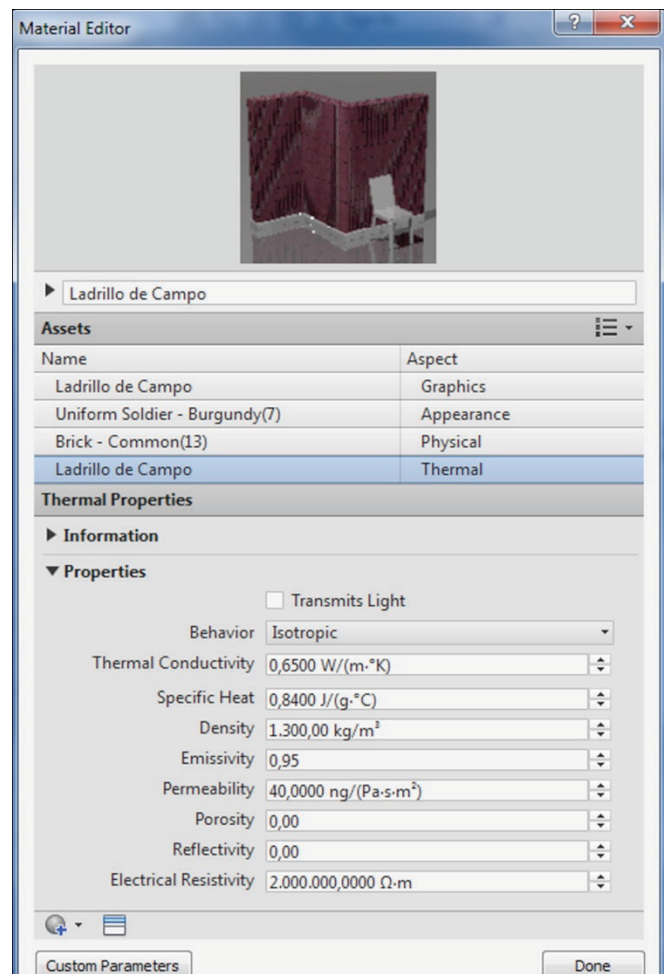 Material Editor
Ladrillo de Campo
Assets
Name Aspect
Ladrillo de Campo Graphics
Uniform Soldier - Burgundy(7) Appearance
Brick - Common(13) Physical
Ladrillo de Campo Thermal
Thermal Properties
Information
Properties
Transmits Light
Behavior Isotropic
Thermal Conductivity 0,6500 W/(m·°K)
Specific Heat 0,8400 J/(g·°C)
Density 1.300,00 kg/m³
Emissivity 0,95
Permeability 40,0000 ng/(Pa·s·m²)
Porosity 0,00
Reflectivity 0,00
Electrical Resistivity 2.000.000,0000 Ω·m
Custom Parameters Done